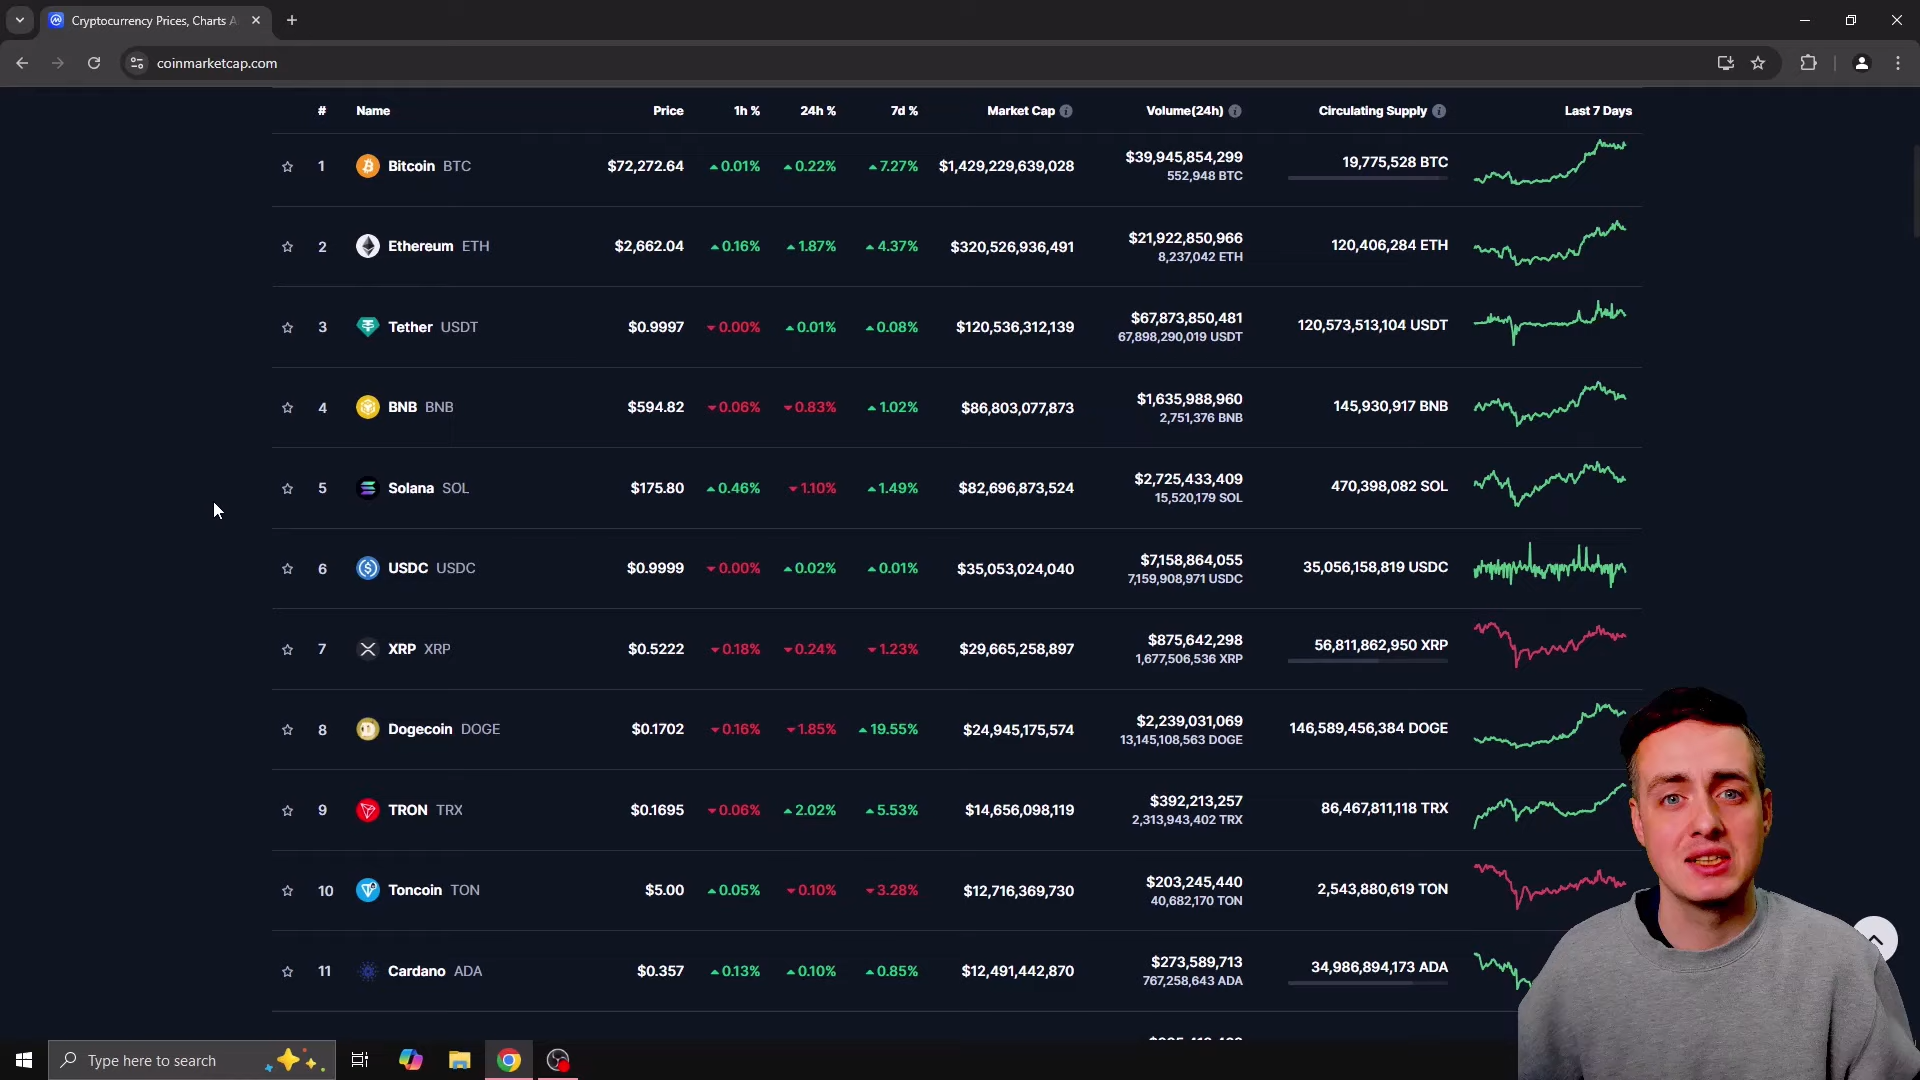 Cryptocurrency Prices, Charts A
coinmarketcap.com
# Name Price 1h % 24h % 7d % Market Cap Volume(24h) Circulating Supply Last 7 Days
1 Bitcoin BTC $72,272.64 0.01% 0.22% 7.27% $1,429,229,639,028 $39,945,854,299 19,775,528 BTC
552,948 BTC
2 Ethereum ETH $2,662.04 0.16% 1.87% 4.37% $320,526,936,491 $21,922,850,966 120,406,284 ETH
8,237,042 ETH
3 Tether USDT $0.9997 0.00% 0.01% 0.08% $120,536,312,139 $67,873,850,481 120,573,513,104 USDT
67,898,290,019 USDT
4 BNB BNB $594.82 0.06% 0.83% 1.02% $86,803,077,873 $1,635,988,960 145,930,917 BNB
2,751,376 BNB
5 Solana SOL $175.80 0.46% 1.10% 1.49% $82,696,873,524 $2,725,433,409 470,398,082 SOL
15,520,179 SOL
6 USDC USDC $0.9999 0.00% 0.02% 0.01% $35,053,024,040 $7,158,864,055 35,056,158,819 USDC
7,159,908,971 USDC
7 XRP XRP $0.5222 0.18% 0.24% 1.23% $29,665,258,897 $875,642,298 56,811,862,950 XRP
1,677,506,536 XRP
8 Dogecoin DOGE $0.1702 0.16% 1.85% 19.55% $24,945,175,574 $2,239,031,069 146,589,456,384 DOGE
13,145,108,563 DOGE
9 TRON TRX $0.1695 0.06% 2.02% 5.53% $14,656,098,119 $392,213,257 86,467,811,118 TRX
2,313,943,402 TRX
10 Toncoin TON $5.00 0.05% 0.10% 3.28% $12,716,369,730 $203,245,440 2,543,880,619 TON
40,682,170 TON
11 Cardano ADA $0.357 0.13% 0.10% 0.85% $12,491,442,870 $273,589,713 34,986,894,173 ADA
767,258,643 ADA
Type here to search